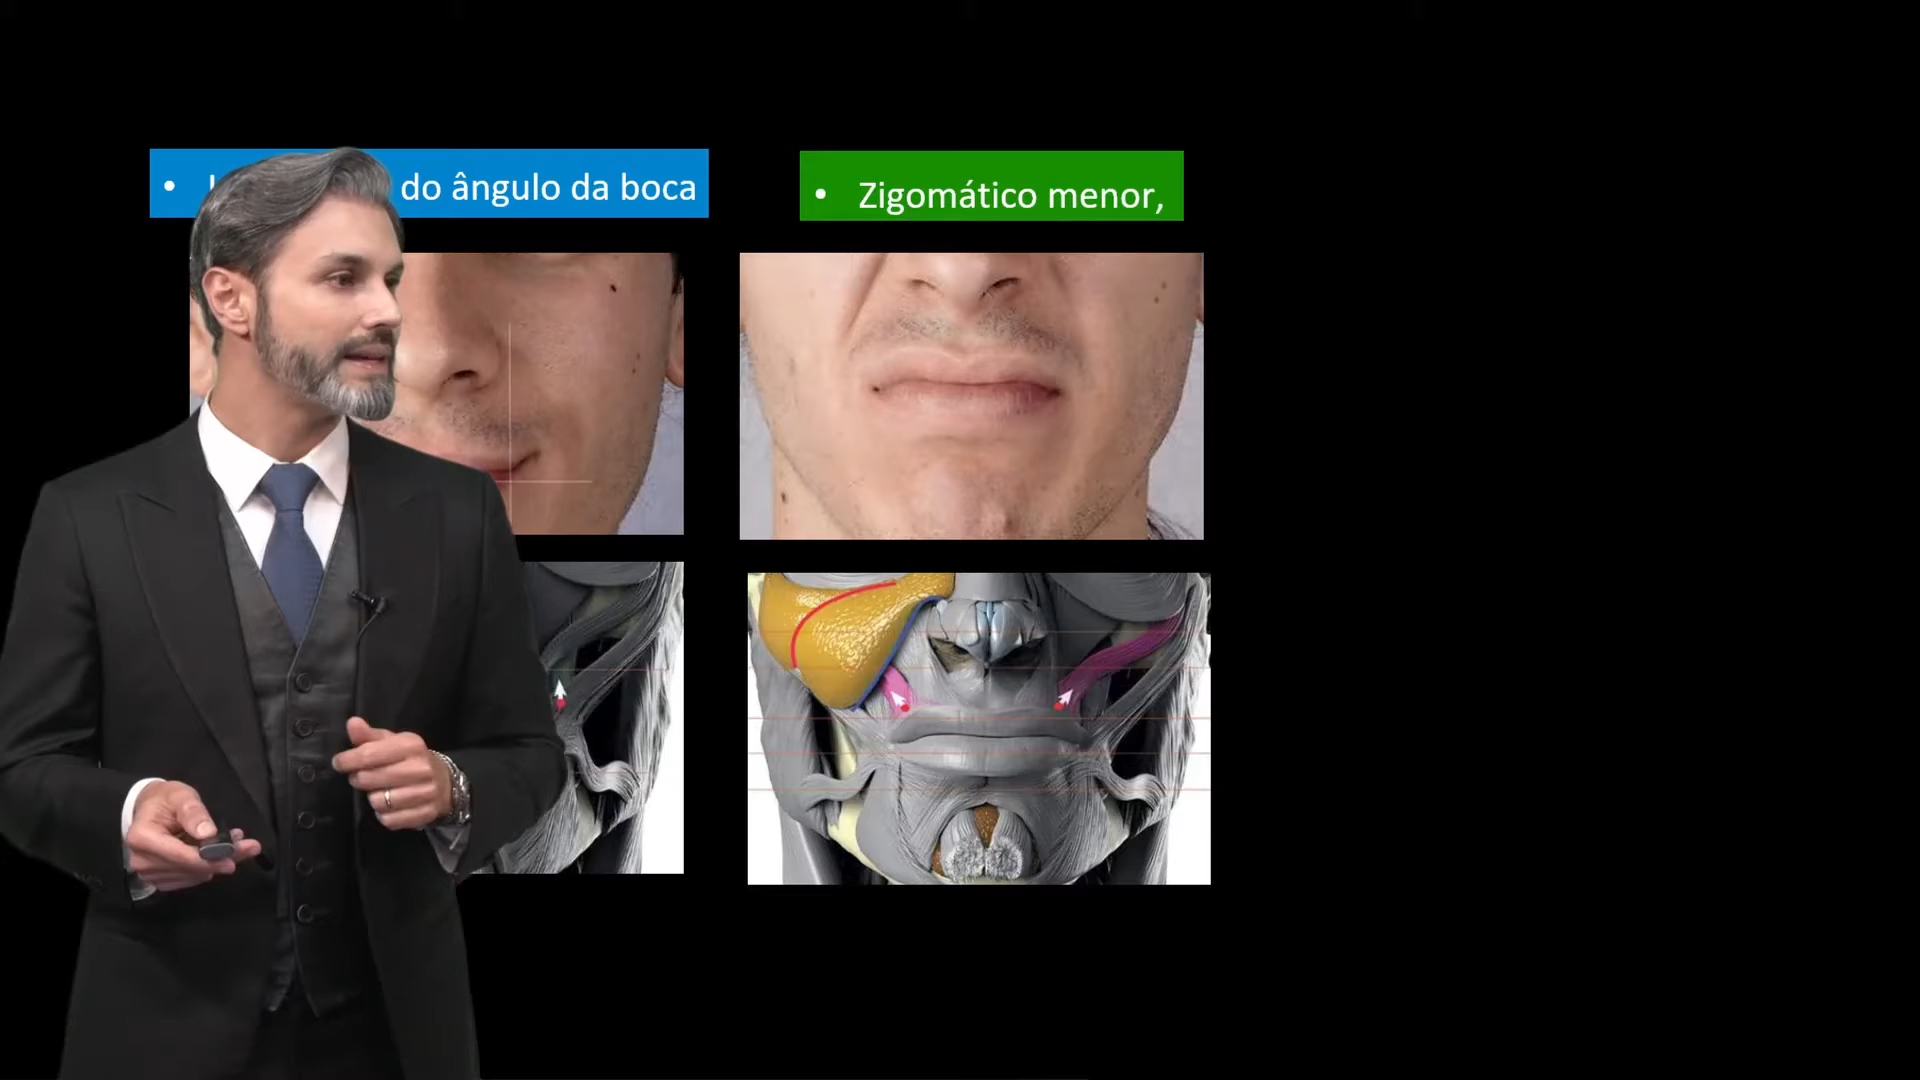 • do ângulo da boca
• Zigomático menor,